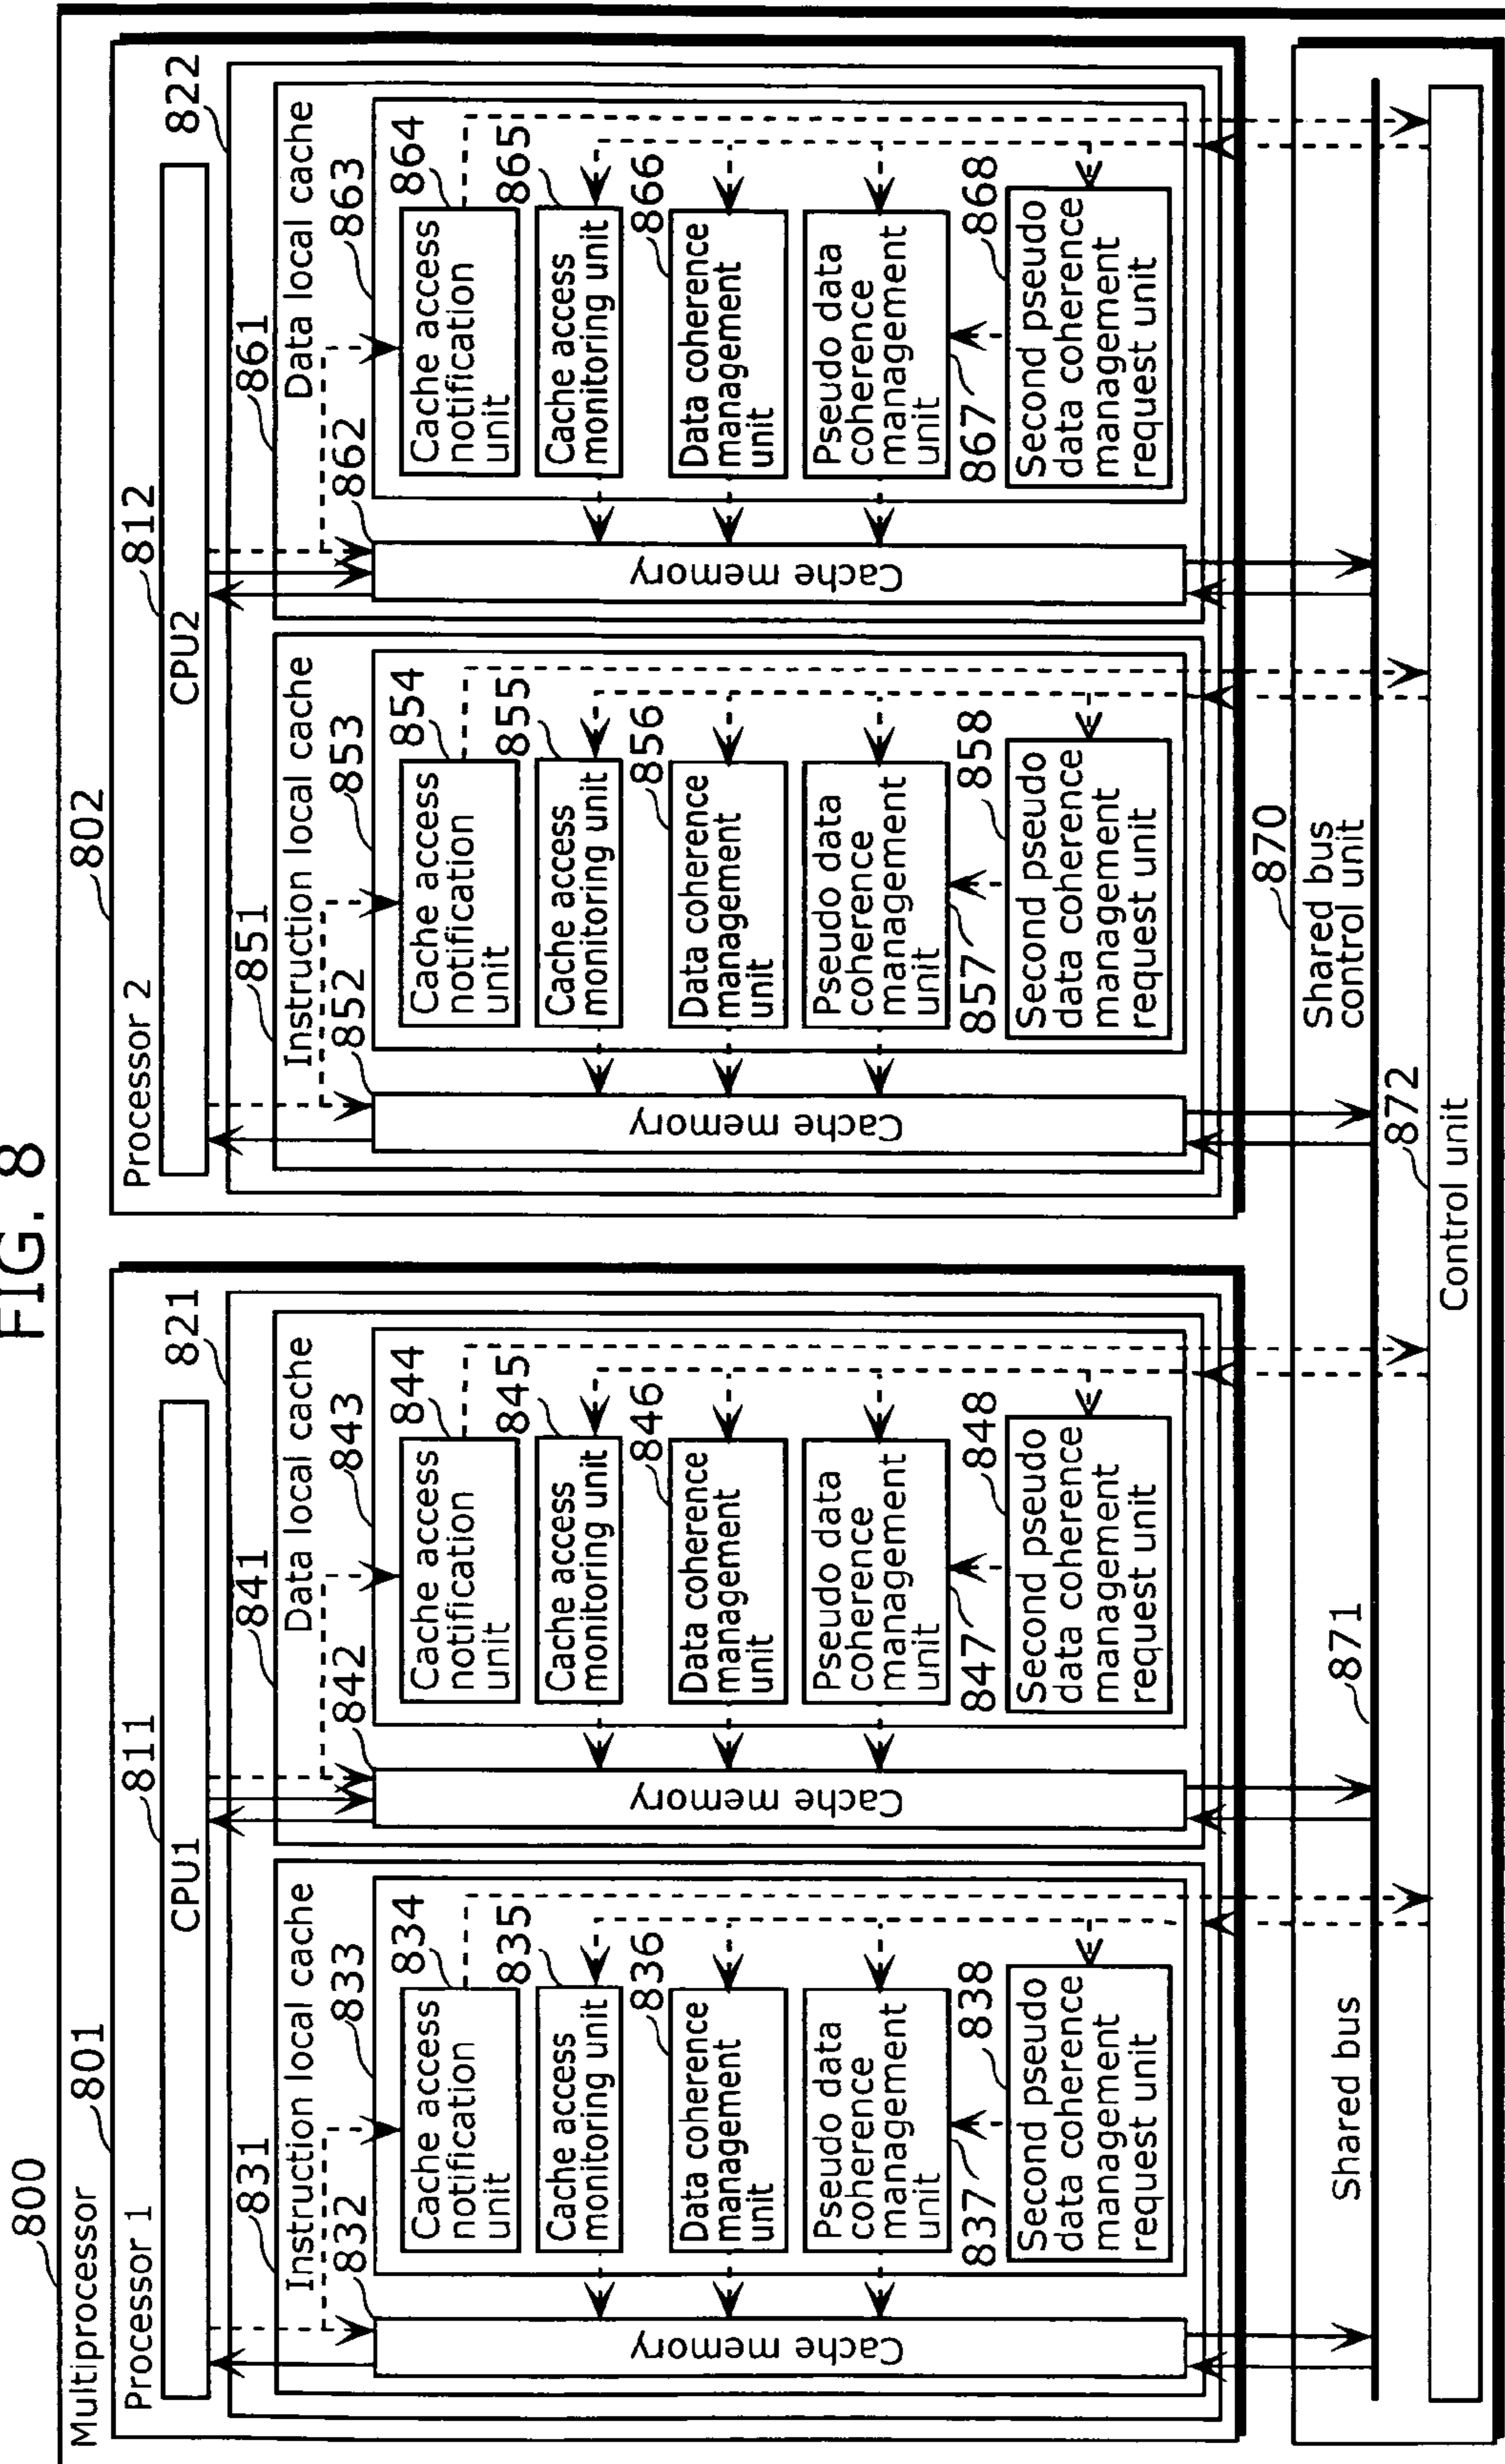 FIG. 8
800
Multiprocessor
801
Processor 1
811
CPU1
821
831
Instruction local cache
832
Cache memory
833
834
Cache access
notification
unit
835
Cache access
monitoring unit
836
Data coherence
management
unit
Pseudo data
coherence
management
unit
837
838
Second pseudo
data coherence
management
request unit
841
Data local cache
842
Cache memory
843
844
Cache access
notification
unit
845
Cache access
monitoring unit
846
Data coherence
management
unit
Pseudo data
coherence
management
unit
847
848
Second pseudo
data coherence
management
request unit
802
Processor 2
812
CPU2
822
851
Instruction local cache
852
Cache memory
853
854
Cache access
notification
unit
855
Cache access
monitoring unit
856
Data coherence
management
unit
Pseudo data
coherence
management
unit
857
858
Second pseudo
data coherence
management
request unit
861
Data local cache
862
Cache memory
863
864
Cache access
notification
unit
865
Cache access
monitoring unit
866
Data coherence
management
unit
Pseudo data
coherence
management
unit
867
868
Second pseudo
data coherence
management
request unit
870
Shared bus
control unit
Shared bus
871
872
Control unit